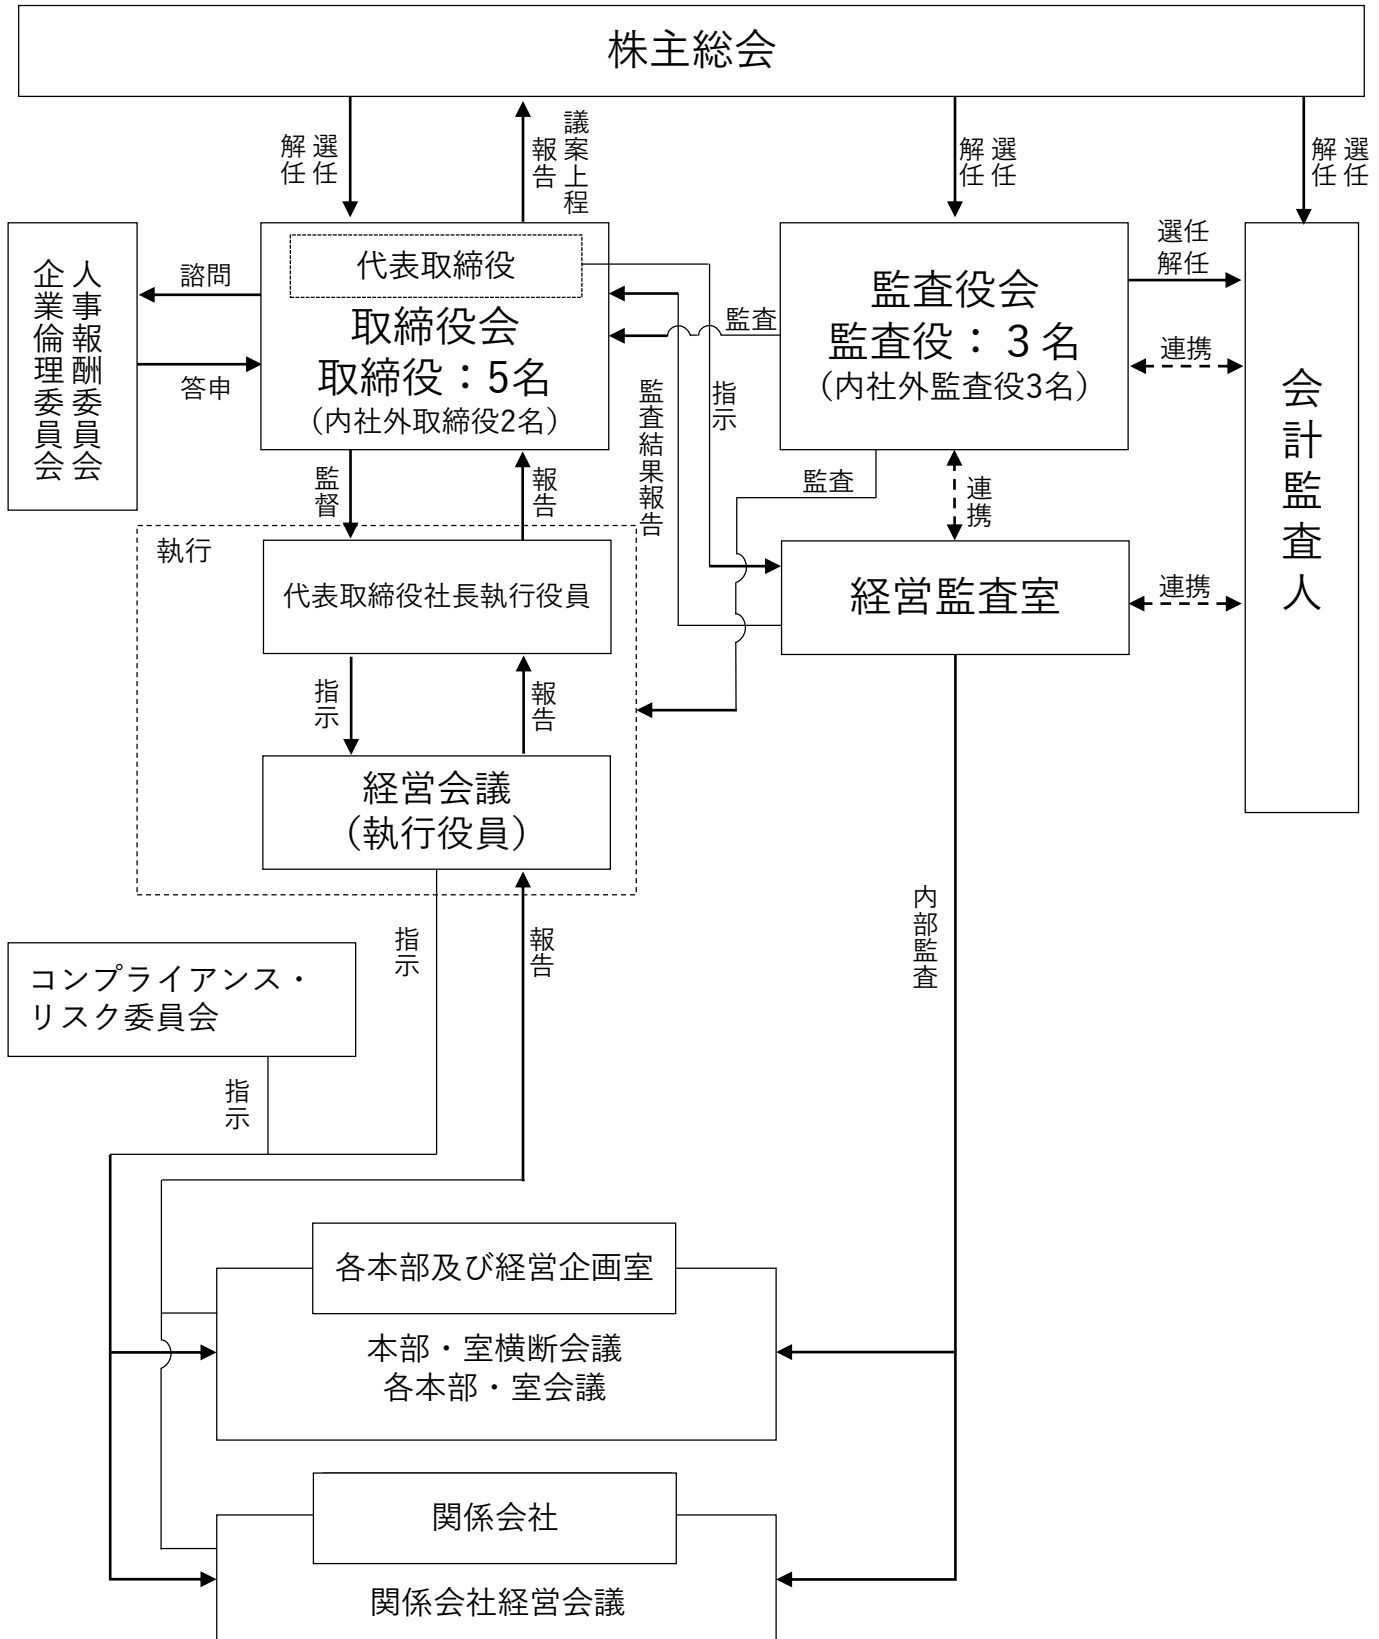 株主総会
選任
解任
議案上程
報告
選任
解任
選任
解任
人事報酬委員会
企業倫理委員会
諮問
答申
代表取締役
取締役会
取締役：5名
（内社外取締役2名）
監査
監査役会
監査役：３名
（内社外監査役3名）
選任
解任
連携
会計監査人
指示
監査結果報告
監督
報告
監査
連携
執行
代表取締役社長執行役員
経営監査室
連携
指示
報告
経営会議
（執行役員）
指示
報告
内部監査
コンプライアンス・
リスク委員会
指示
各本部及び経営企画室
本部・室横断会議
各本部・室会議
関係会社
関係会社経営会議